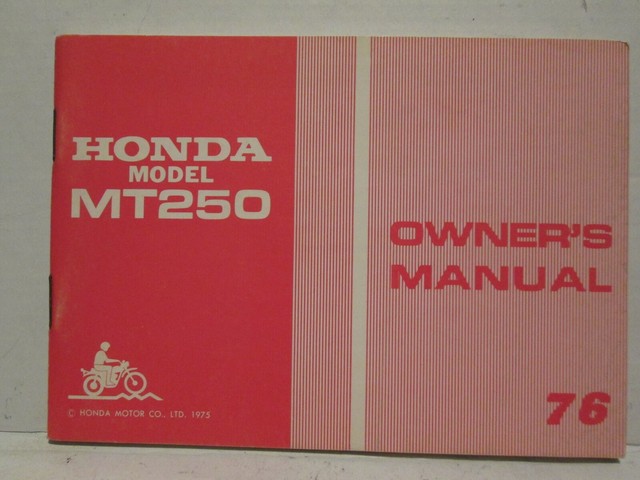 HONDA
MODEL
MT250
© HONDA MOTOR CO., LTD. 1975
OWNER'S
MANUAL
76